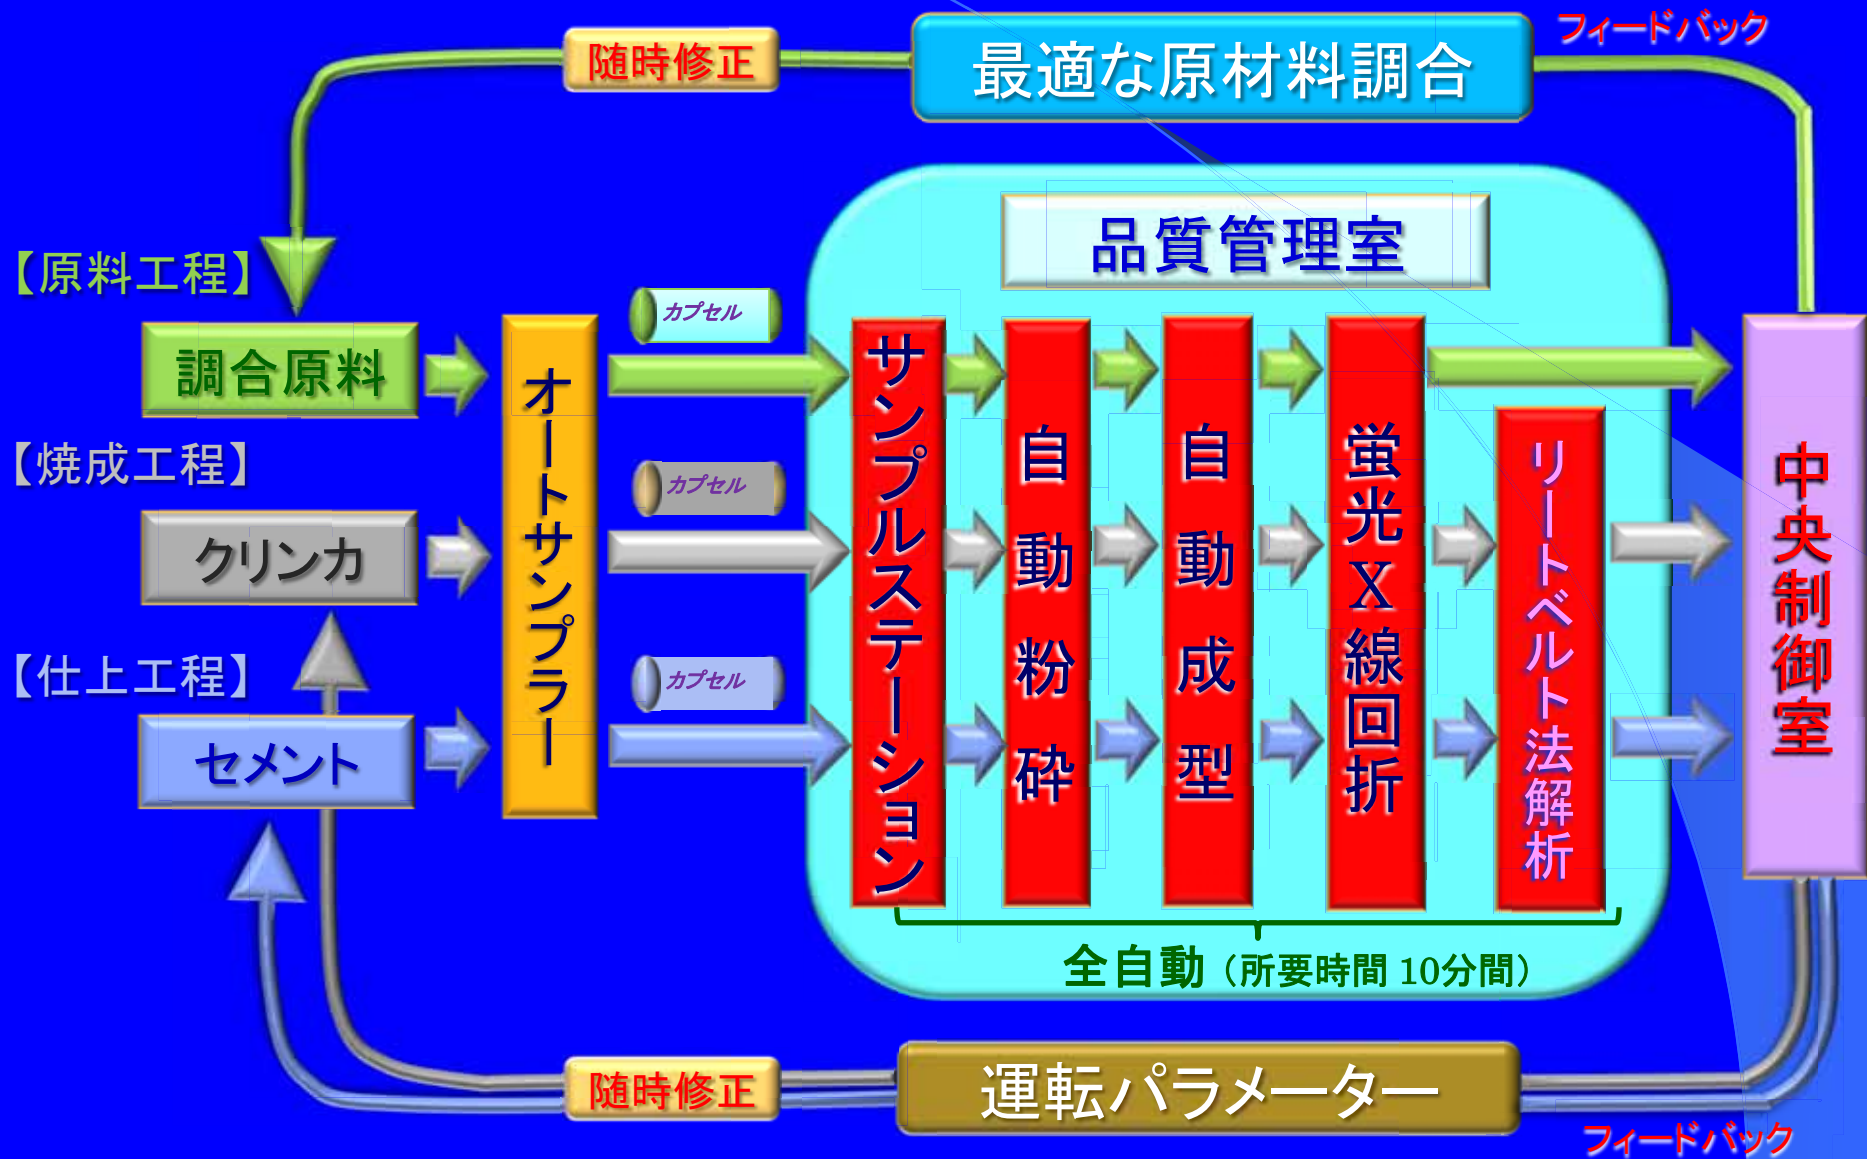 フィードバック
随時修正
最適な原材料調合
品質管理室
【原料工程】
調合原料
カプセル
【焼成工程】
クリンカ
カプセル
【仕上工程】
セメント
カプセル
オートサンプラー
サンプルステーション
自動粉砕
自動成型
蛍光X線回折
リートベルト法解析
中央制御室
全自動（所要時間 10分間）
随時修正
運転パラメーター
フィードバック